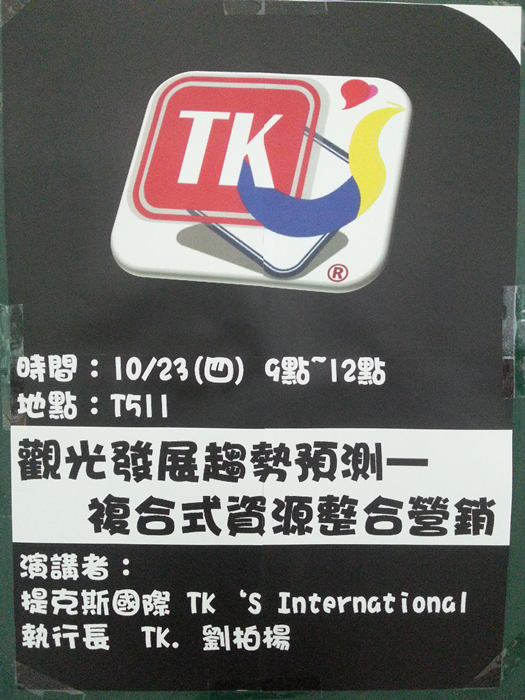 TK'S
®
時間：10/23(四) 9點~12點
地點：T511
觀光發展趨勢預測—
複合式資源整合營銷
演講者：
提克斯國際 TK 'S International
執行長 TK. 劉柏楊